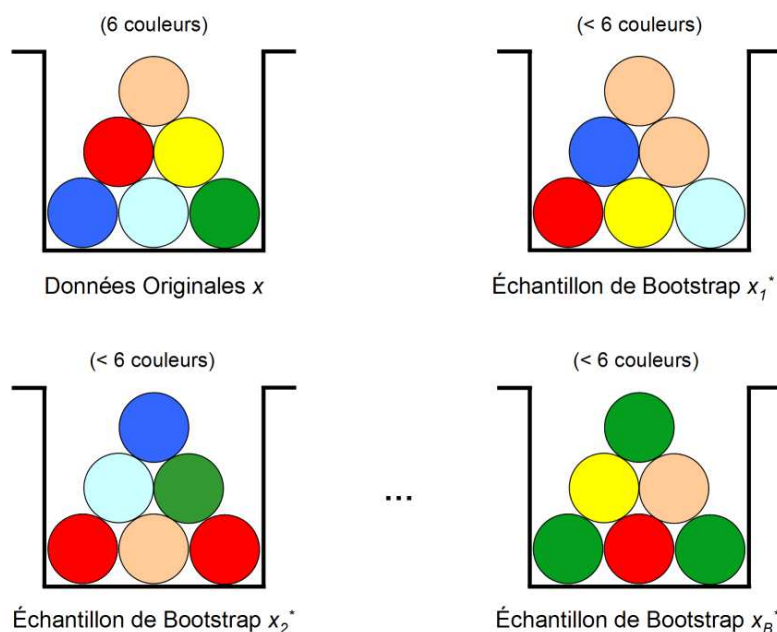 (6 couleurs)
(< 6 couleurs)
Données Originales x
Échantillon de Bootstrap x₁*
(< 6 couleurs)
(< 6 couleurs)
...
Échantillon de Bootstrap x₂*
Échantillon de Bootstrap x_B*